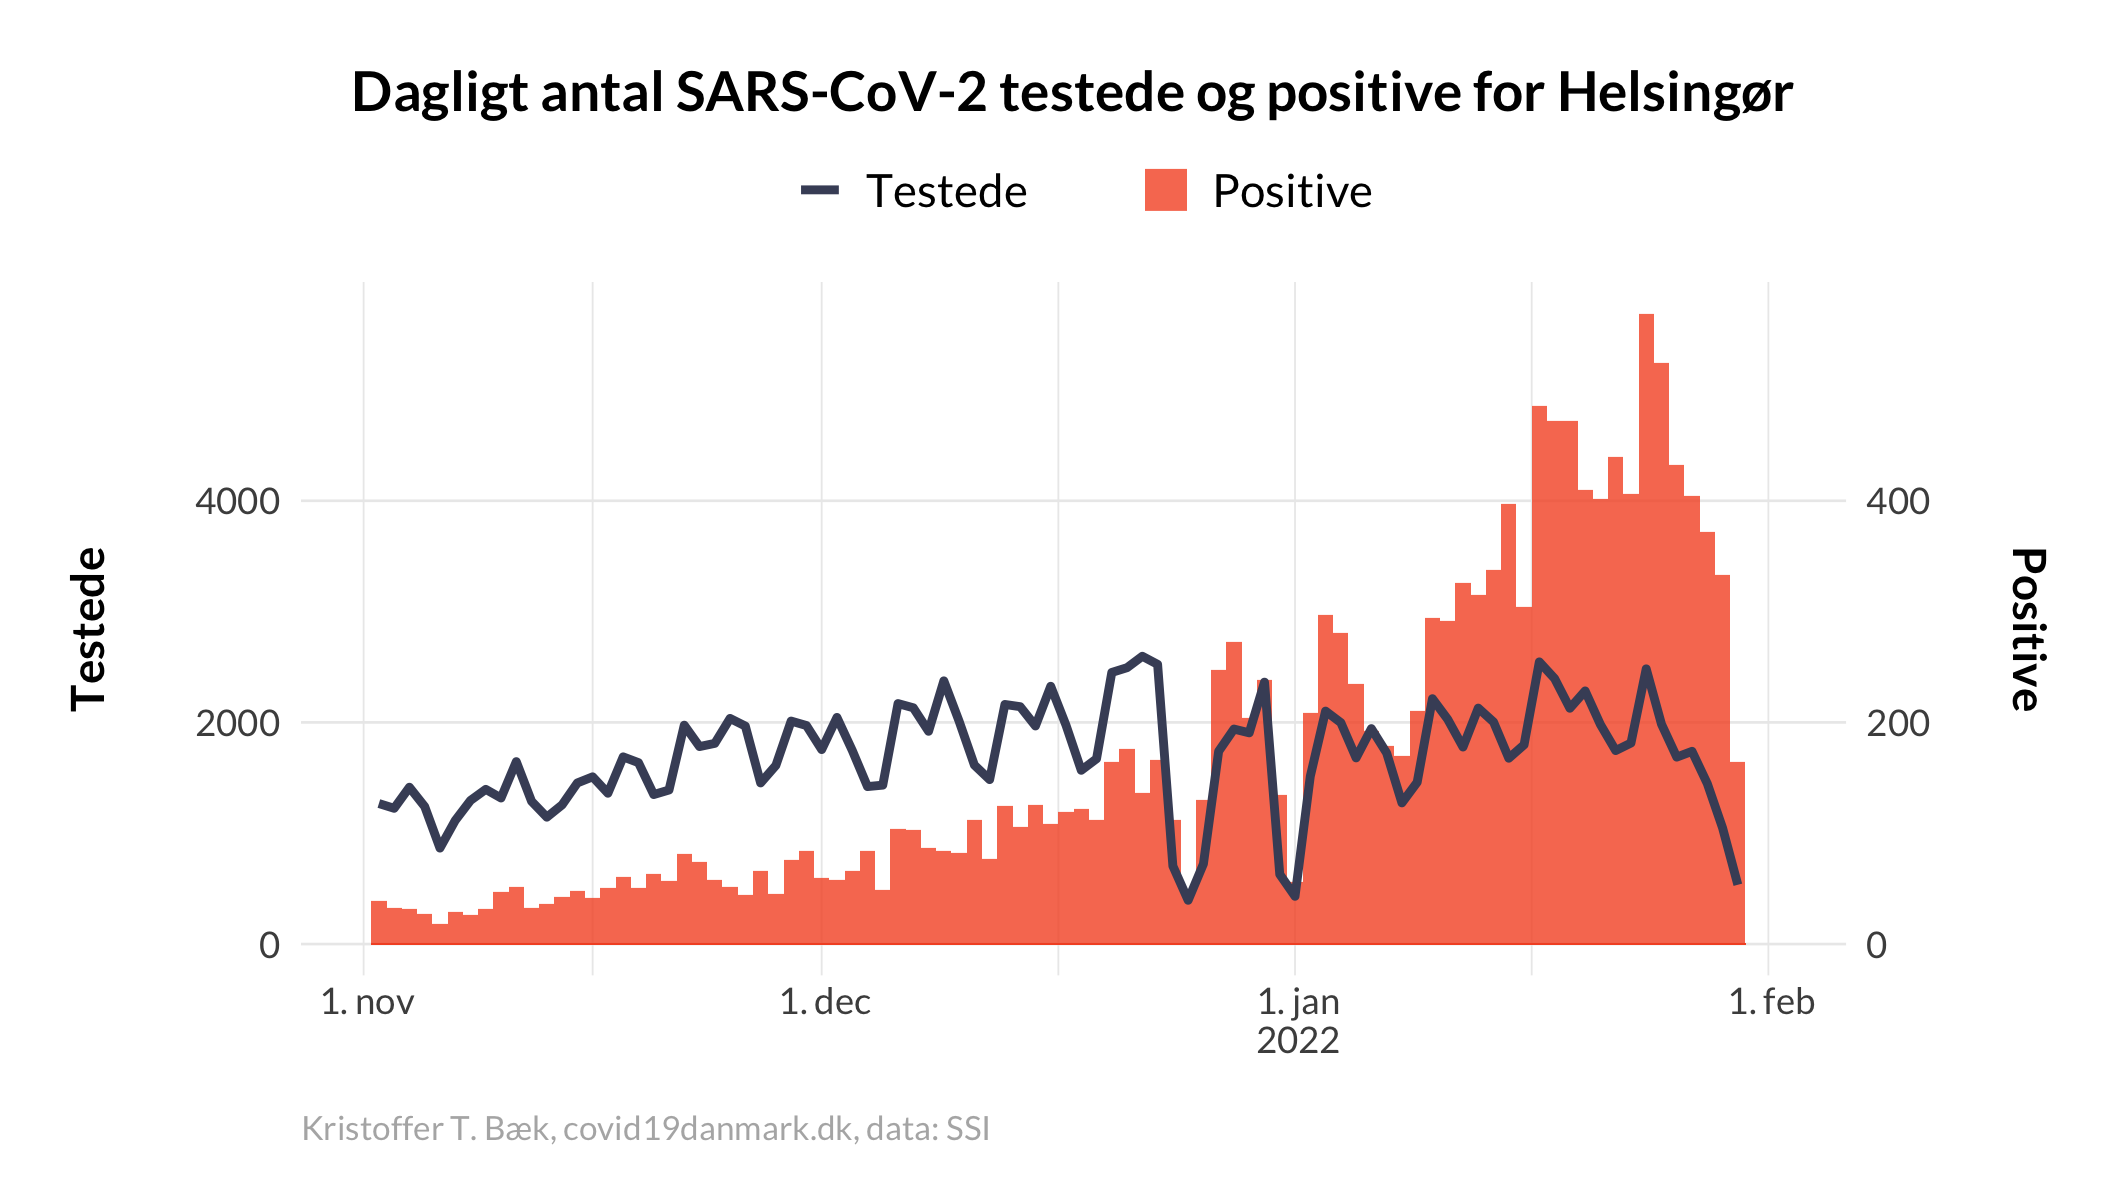 Dagligt antal SARS-CoV-2 testede og positive for Helsingør
Testede
Positive
Testede
4000
2000
0
400
200
0
Positive
1. nov
1. dec
1. jan
2022
1. feb
Kristoffer T. Bæk, covid19danmark.dk, data: SSI